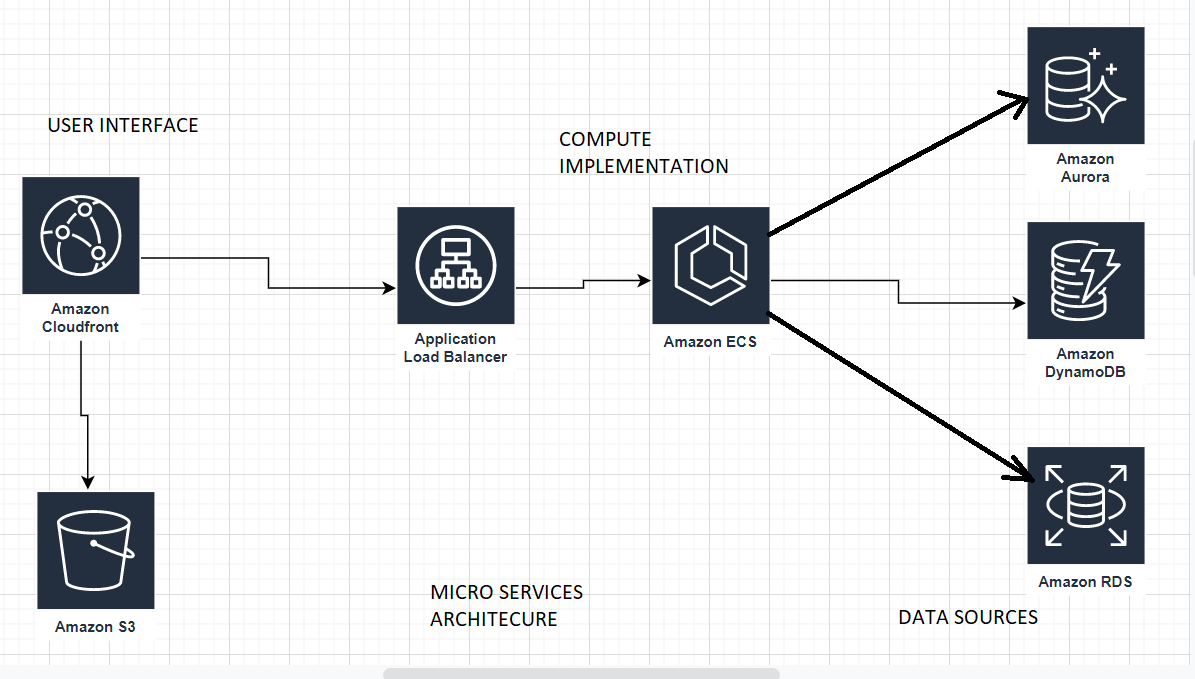 USER INTERFACE
COMPUTE
IMPLEMENTATION
Amazon
Aurora
Amazon
Cloudfront
Application
Load Balancer
Amazon ECS
Amazon
DynamoDB
Amazon S3
MICRO SERVICES
ARCHITECURE
Amazon RDS
DATA SOURCES